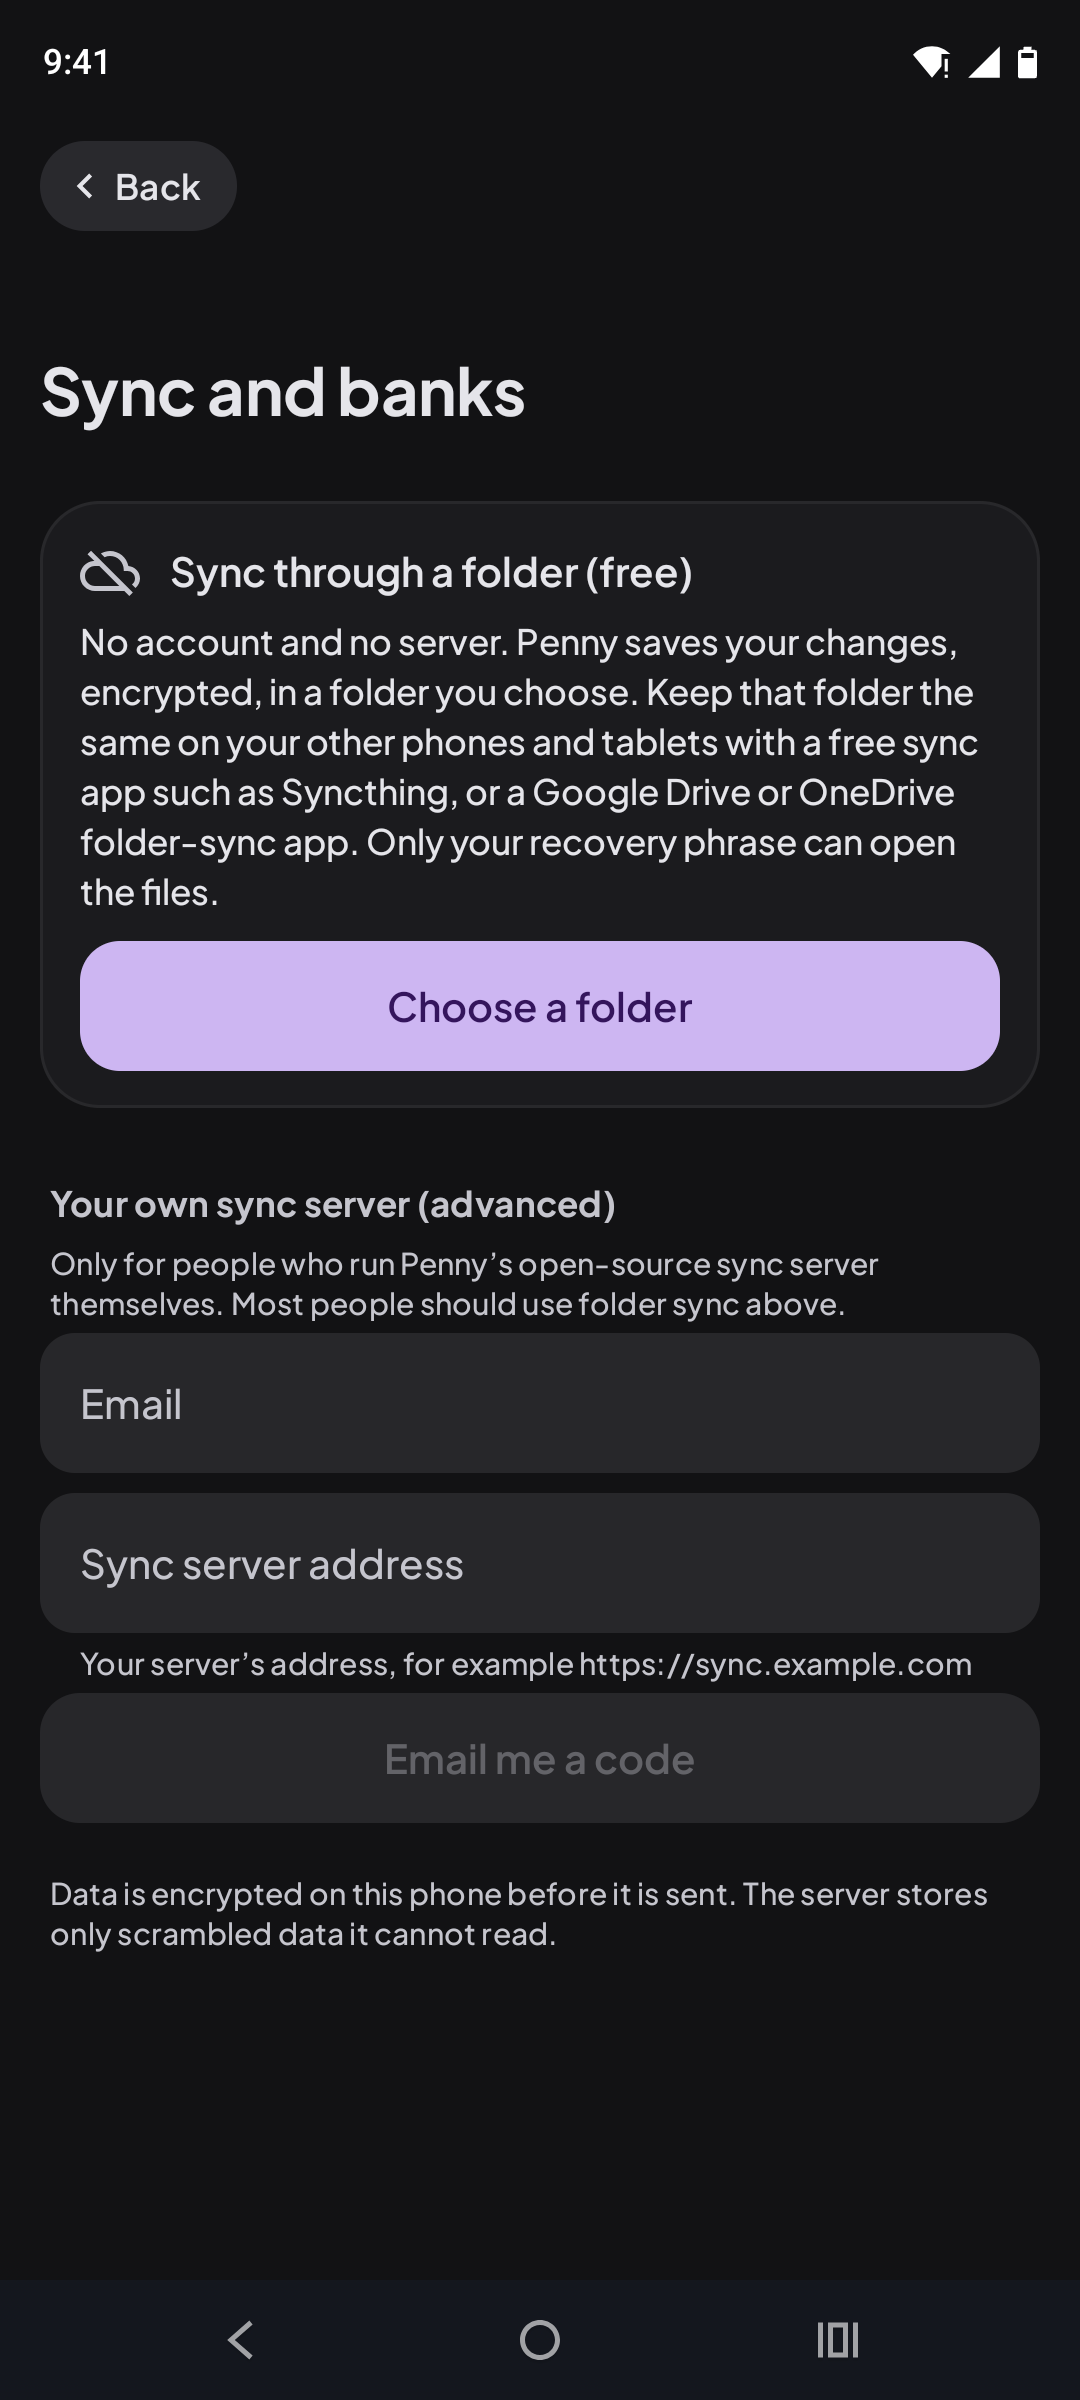 9:41
Back
Sync and banks
Sync through a folder (free)
No account and no server. Penny saves your changes,
encrypted, in a folder you choose. Keep that folder the
same on your other phones and tablets with a free sync
app such as Syncthing, or a Google Drive or OneDrive
folder-sync app. Only your recovery phrase can open
the files.
Choose a folder
Your own sync server (advanced)
Only for people who run Penny’s open-source sync server
themselves. Most people should use folder sync above.
Email
Sync server address
Your server’s address, for example https://sync.example.com
Email me a code
Data is encrypted on this phone before it is sent. The server stores
only scrambled data it cannot read.